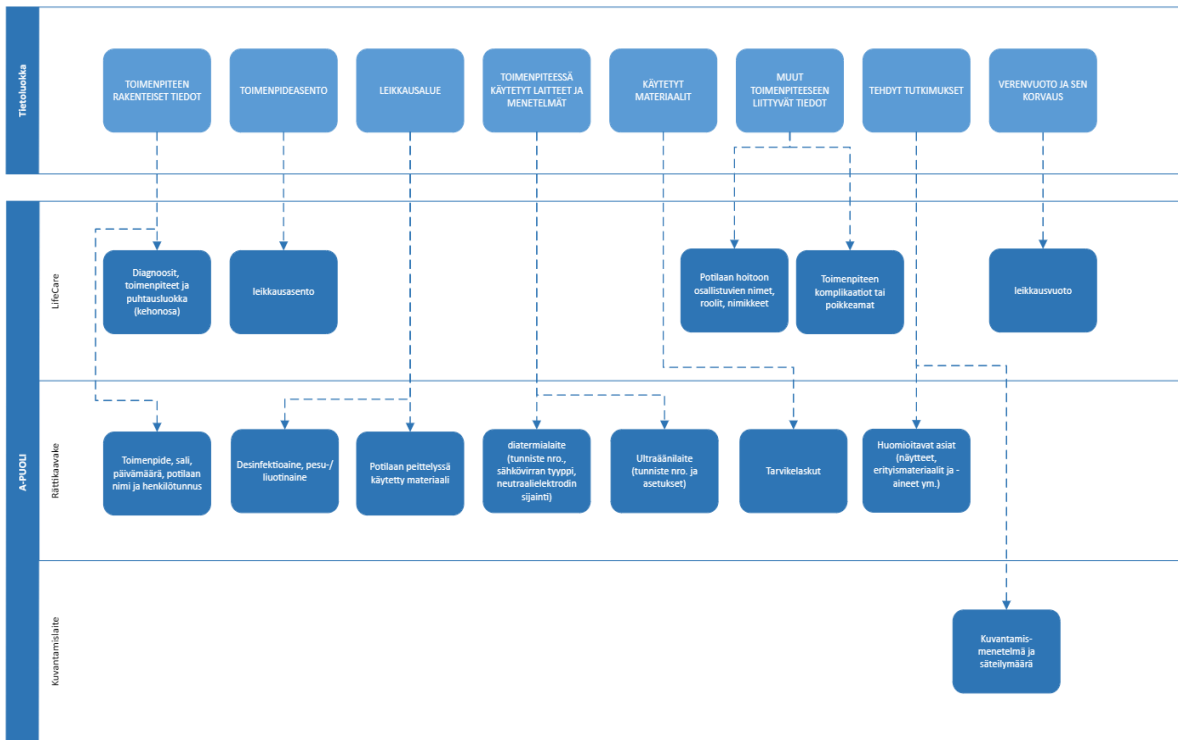 Tietoluokka
TOIMENPITEEN
RAKENTEISET TIEDOT
TOIMENPIDEASENTO
LEIKKAUSALUE
TOIMENPITEESSÄ
KÄYTETYT LAITTEET JA
MENETELMÄT
KÄYTETYT
MATERIAALIT
MUUT
TOIMENPITEESEEN
LIITTYVÄT TIEDOT
TEHDYT TUTKIMUKSET
VERENVUOTO JA SEN
KORVAUS
A-PUOLI
LifeCare
Diagnoosit,
toimenpiteet ja
puhtausluokka
(kehonosa)
leikkausasento
Potilaan hoitoon
osallistuvien nimet,
roolit, nimikkeet
Toimenpiteen
komplikaatiot tai
poikkeamat
leikkausvuoto
Rättikaavake
Toimenpide, sali,
päivämäärä, potilaan
nimi ja henkilötunnus
Desinfektioaine, pesu-/
liuotinaine
Potilaan peittelyssä
käytetty materiaali
diatermialaite
(tunniste nro.,
sähkövirran tyyppi,
neutraalielektrodin
sijainti)
Ultraäänilaite
(tunniste nro. ja
asetukset)
Tarvikelaskut
Huomioitavat asiat
(näytteet,
erityismateriaalit ja -
aineet ym.)
Kuvantamislaite
Kuvantamis-
menetelmä ja
säteilymäärä